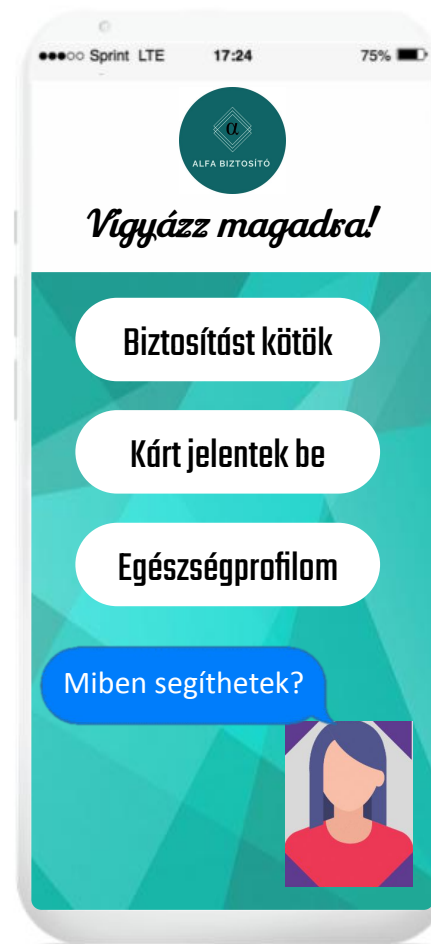 Sprint LTE 17:24 75%
α
ALFA BIZTOSÍTÓ
Vigyázz magadra!
Biztosítást kötök
Kárt jelentek be
Egészségprofilom
Miben segíthetek?